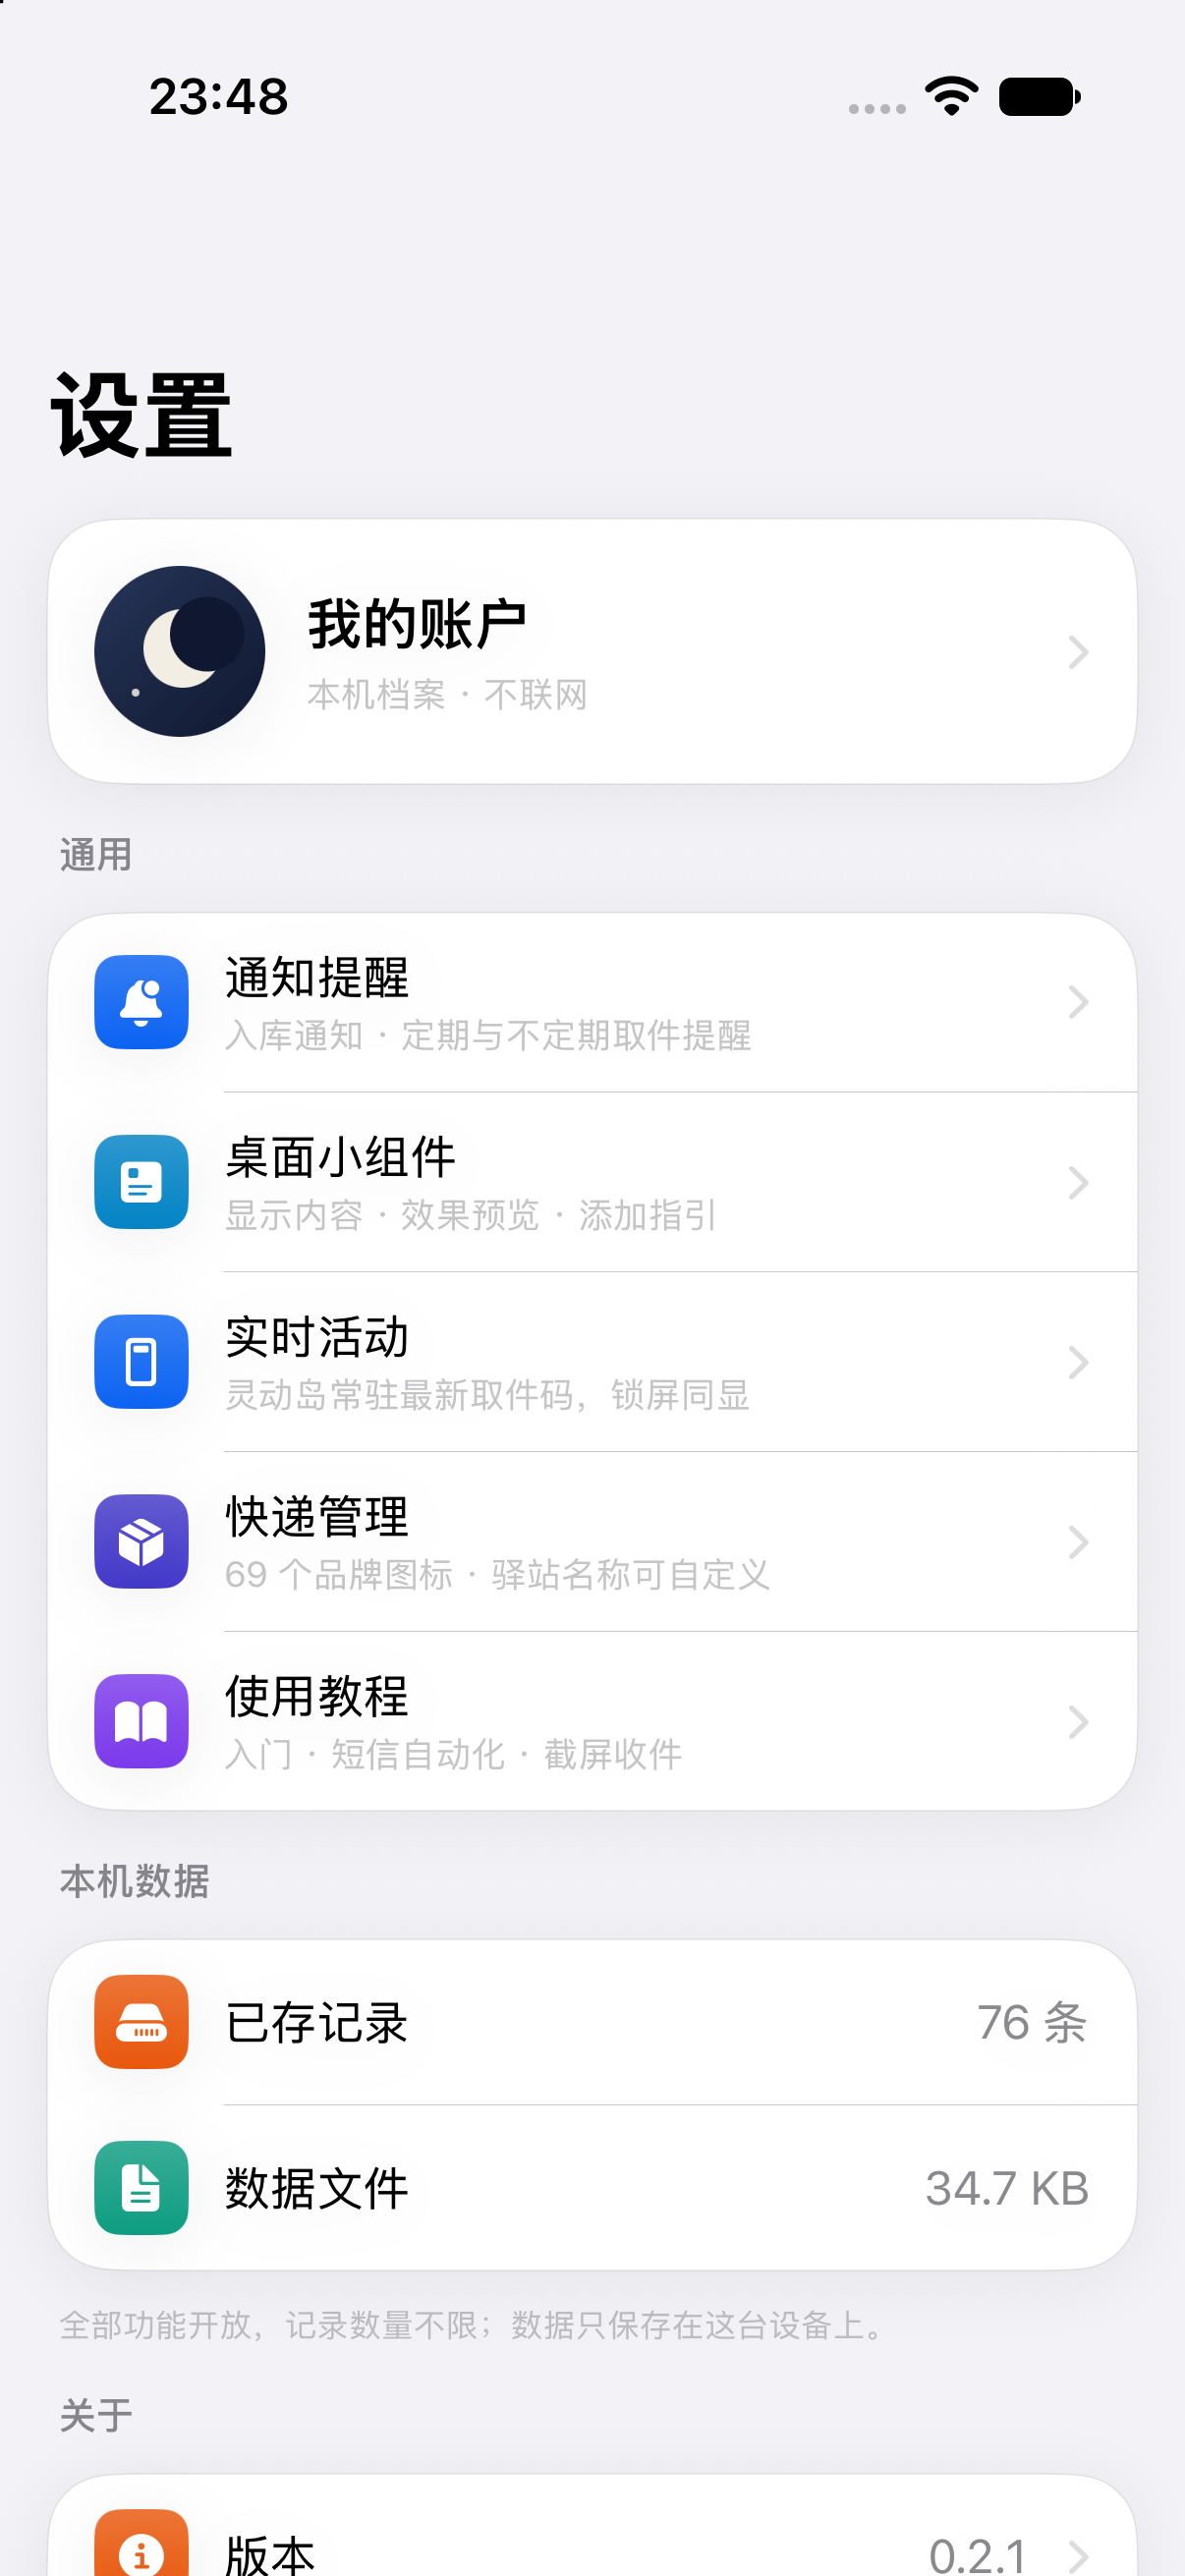 23:48
设置
我的账户
本机档案 · 不联网
通用
通知提醒
入库通知 · 定期与不定期取件提醒
桌面小组件
显示内容 · 效果预览 · 添加指引
实时活动
灵动岛常驻最新取件码，锁屏同显
快递管理
69 个品牌图标 · 驿站名称可自定义
使用教程
入门 · 短信自动化 · 截屏收件
本机数据
已存记录 76 条
数据文件 34.7 KB
全部功能开放，记录数量不限；数据只保存在这台设备上。
关于
版本 0.2.1